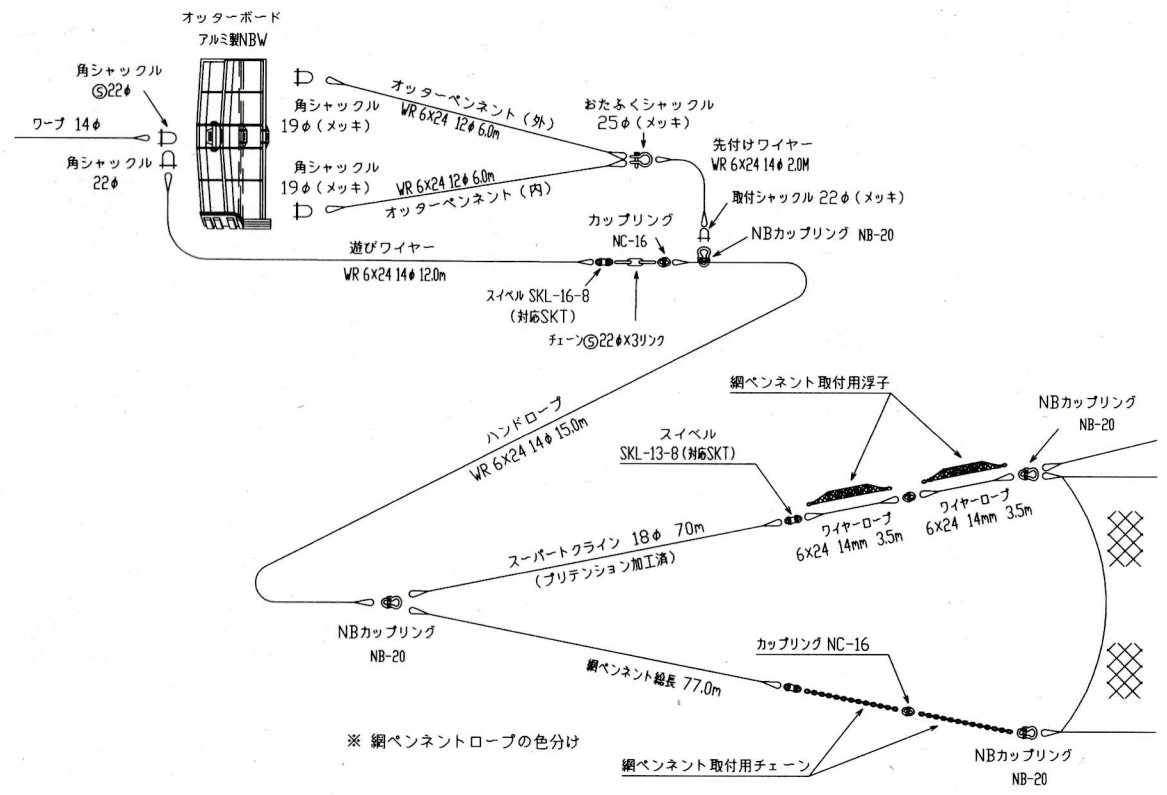 オッターボード
アルミ製NBW
角シャックル
Ⓢ22φ
ワープ 14φ
角シャックル
22φ
角シャックル
19φ(メッキ)
角シャックル
19φ(メッキ)
オッターペンネント(外)
WR 6X24 12φ 6.0m
WR 6X24 12φ 6.0m
オッターペンネント(内)
おたふくシャックル
25φ(メッキ)
先付けワイヤー
WR 6X24 14φ 2.0M
取付シャックル 22φ(メッキ)
カップリング
NC-16
NBカップリング NB-20
遊びワイヤー
WR 6X24 14φ 12.0m
スイベル SKL-16-8
(対応SKT)
チェーンⓈ22φX3リンク
ハンドロープ
WR 6X24 14φ 15.0m
網ペンネント取付用浮子
NBカップリング
NB-20
スイベル
SKL-13-8(対応SKT)
ワイヤーロープ
6X24 14mm 3.5m
ワイヤーロープ
6X24 14mm 3.5m
スーパートクライン 18φ 70m
(プリテンション加工済)
NBカップリング
NB-20
網ペンネント総長 77.0m
カップリング NC-16
※ 網ペンネントロープの色分け
網ペンネント取付用チェーン
NBカップリング
NB-20